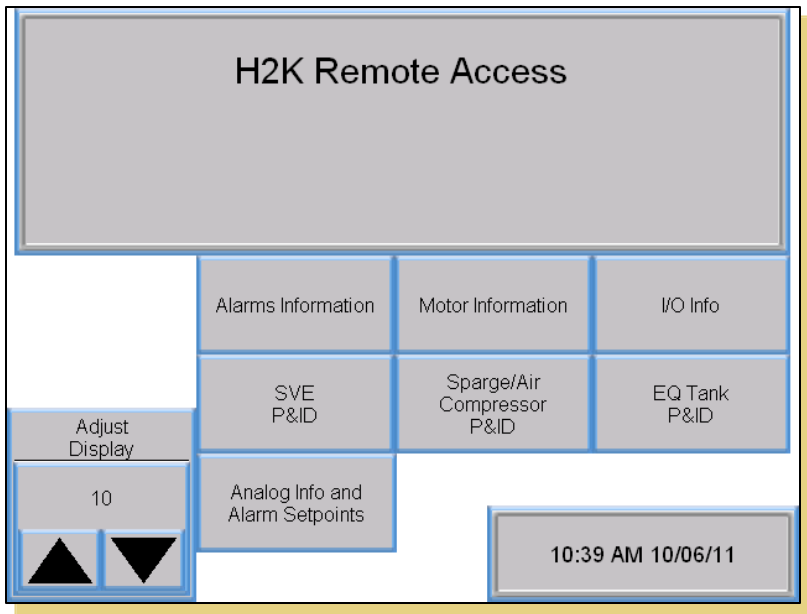 H2K Remote Access
Alarms Information
Motor Information
I/O Info
SVE
P&ID
Sparge/Air
Compressor
P&ID
EQ Tank
P&ID
Adjust
Display
10
Analog Info and
Alarm Setpoints
10:39 AM 10/06/11